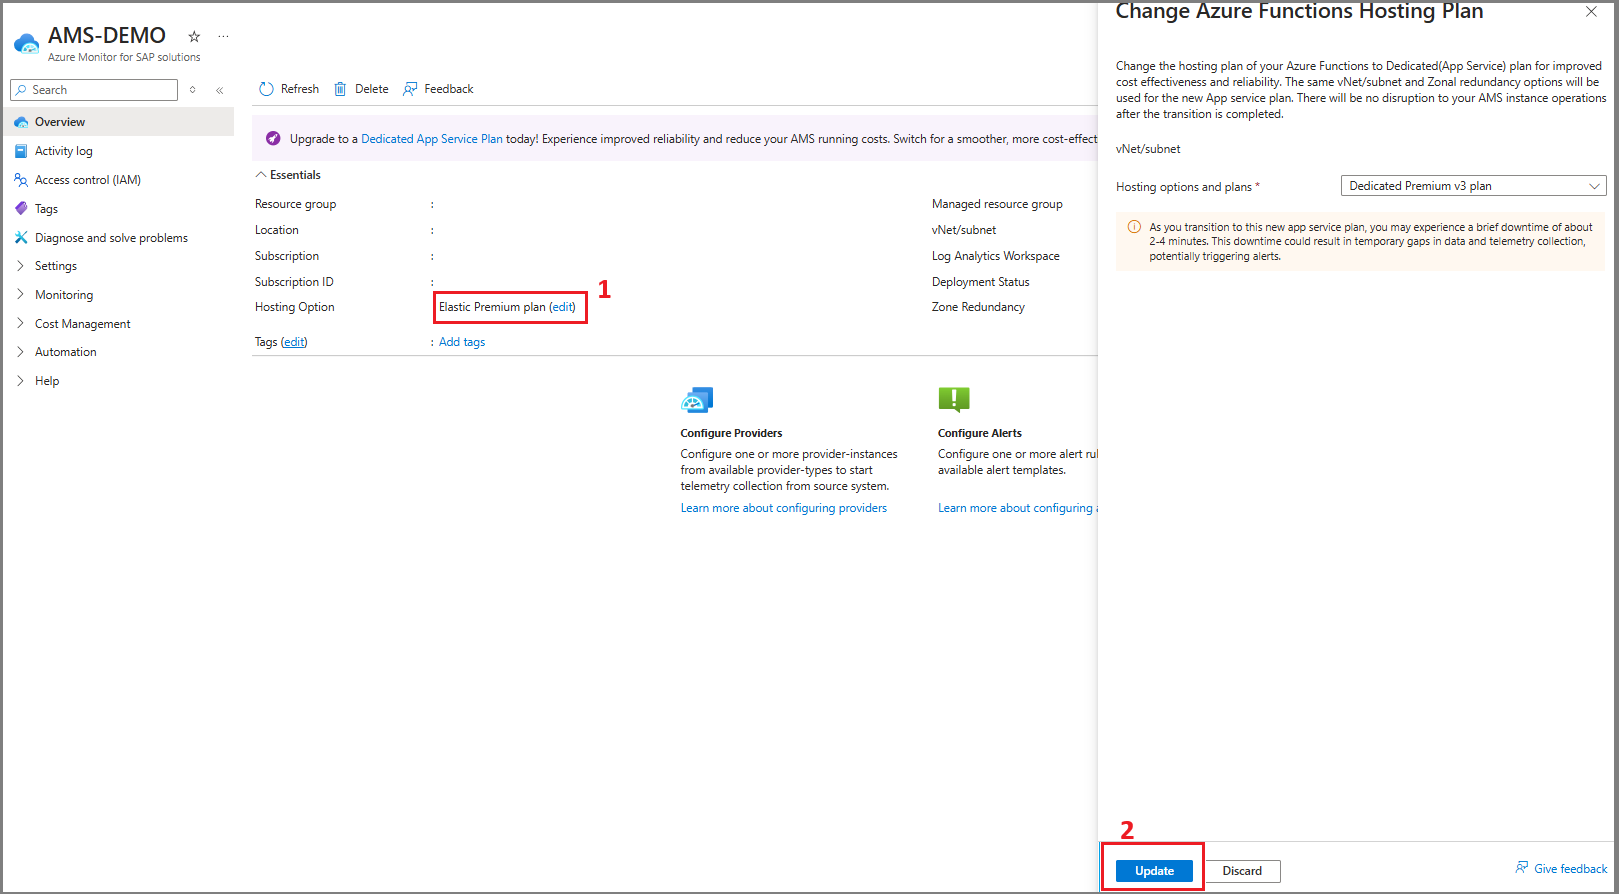 AMS-DEMO
Azure Monitor for SAP solutions
Search
Overview
Activity log
Access control (IAM)
Tags
Diagnose and solve problems
Settings
Monitoring
Cost Management
Automation
Help
Refresh Delete Feedback
Upgrade to a Dedicated App Service Plan today! Experience improved reliability and reduce your AMS running costs. Switch for a smoother, more cost-effect
Essentials
Resource group :
Location :
Subscription :
Subscription ID :
Hosting Option Elastic Premium plan (edit)
1
Tags (edit) : Add tags
Managed resource group
vNet/subnet
Log Analytics Workspace
Deployment Status
Zone Redundancy
Configure Providers
Configure one or more provider-instances
from available provider-types to start
telemetry collection from source system.
Learn more about configuring providers
Configure Alerts
Configure one or more alert rul
available alert templates.
Learn more about configuring a
Change Azure Functions Hosting Plan
Change the hosting plan of your Azure Functions to Dedicated(App Service) plan for improved
cost effectiveness and reliability. The same vNet/subnet and Zonal redundancy options will be
used for the new App service plan. There will be no disruption to your AMS instance operations
after the transition is completed.
vNet/subnet
Hosting options and plans * Dedicated Premium v3 plan
As you transition to this new app service plan, you may experience a brief downtime of about
2-4 minutes. This downtime could result in temporary gaps in data and telemetry collection,
potentially triggering alerts.
2
Update Discard Give feedback